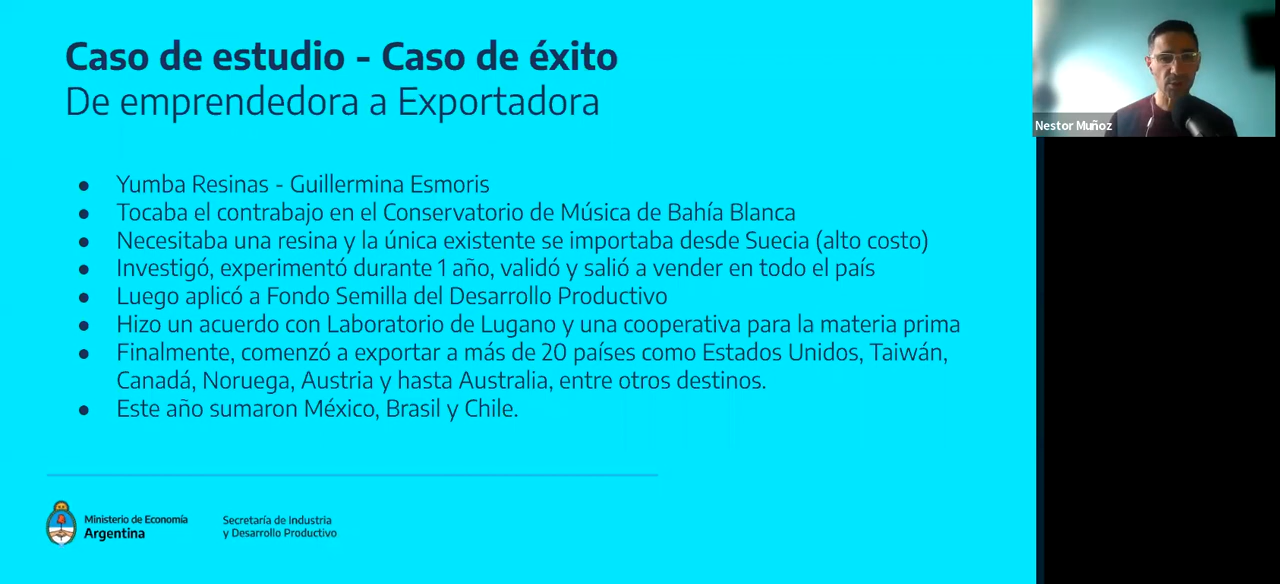 Caso de estudio - Caso de éxito
De emprendedora a Exportadora
● Yumba Resinas - Guillermina Esmoris
● Tocaba el contrabajo en el Conservatorio de Música de Bahía Blanca
● Necesitaba una resina y la única existente se importaba desde Suecia (alto costo)
● Investigó, experimentó durante 1 año, validó y salió a vender en todo el país
● Luego aplicó a Fondo Semilla del Desarrollo Productivo
● Hizo un acuerdo con Laboratorio de Lugano y una cooperativa para la materia prima
● Finalmente, comenzó a exportar a más de 20 países como Estados Unidos, Taiwán,
Canadá, Noruega, Austria y hasta Australia, entre otros destinos.
● Este año sumaron México, Brasil y Chile.
Ministerio de Economía
Argentina
Secretaría de Industria
y Desarrollo Productivo
Nestor Muñoz